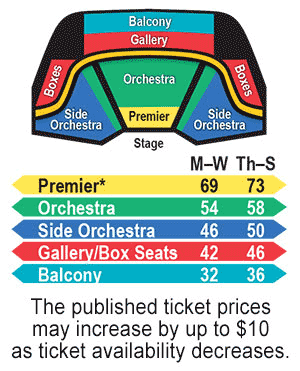 Balcony
Gallery
Boxes
Orchestra
Boxes
Side
Orchestra
Premier
Side
Orchestra
Stage
M–W Th–S
Premier* 69 73
Orchestra 54 58
Side Orchestra 46 50
Gallery/Box Seats 42 46
Balcony 32 36
The published ticket prices
may increase by up to $10
as ticket availability decreases.